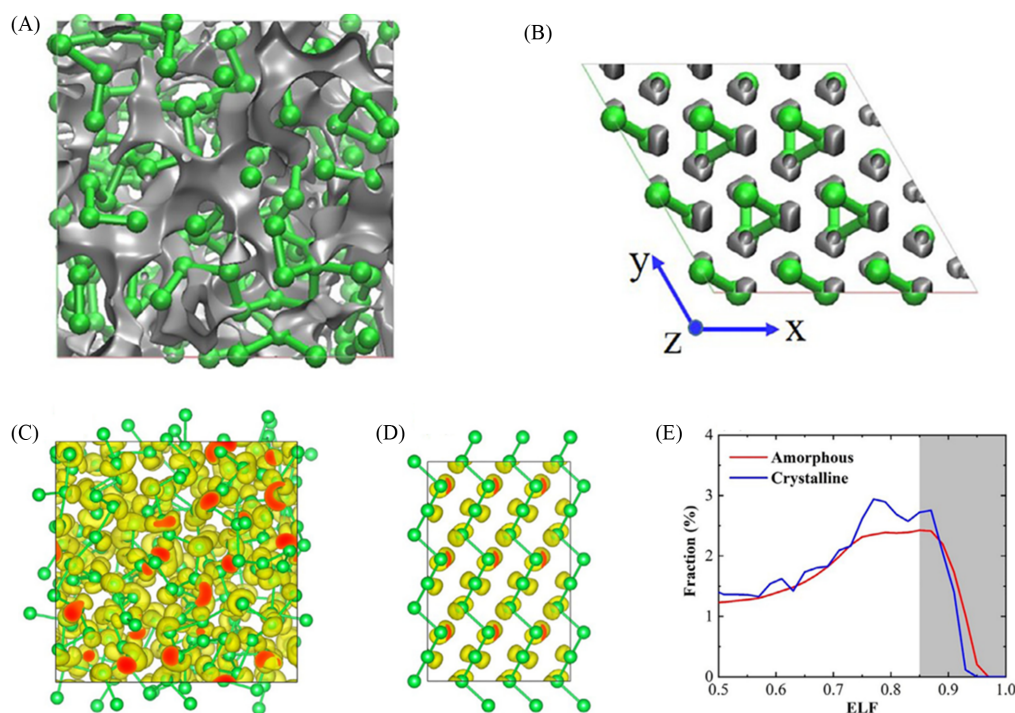 (A)
(B)
y
z
x
(C)
(D)
(E)
4
3
2
1
0
Fraction (%)
Amorphous
Crystalline
0.5
0.6
0.7
0.8
0.9
1.0
ELF